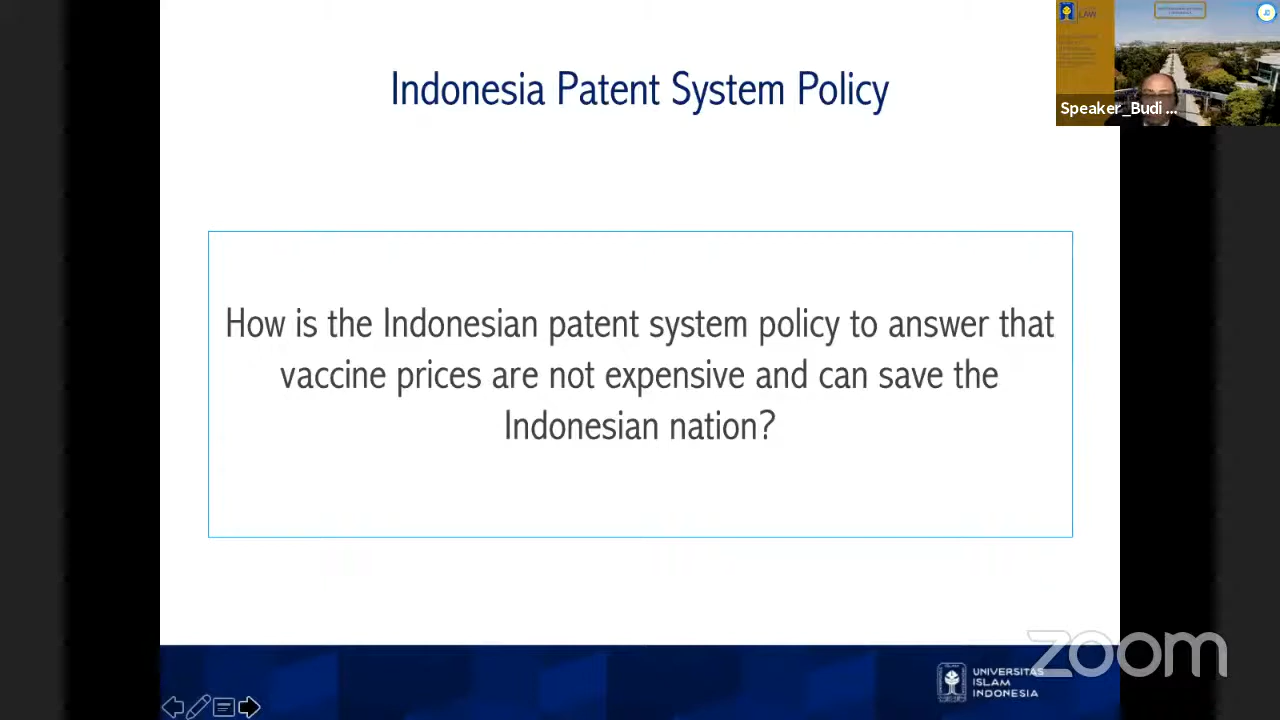 Indonesia Patent System Policy
LAW
Speaker_Budi ...
How is the Indonesian patent system policy to answer that
vaccine prices are not expensive and can save the
Indonesian nation?
UNIVERSITAS
ISLAM
INDONESIA
zoom